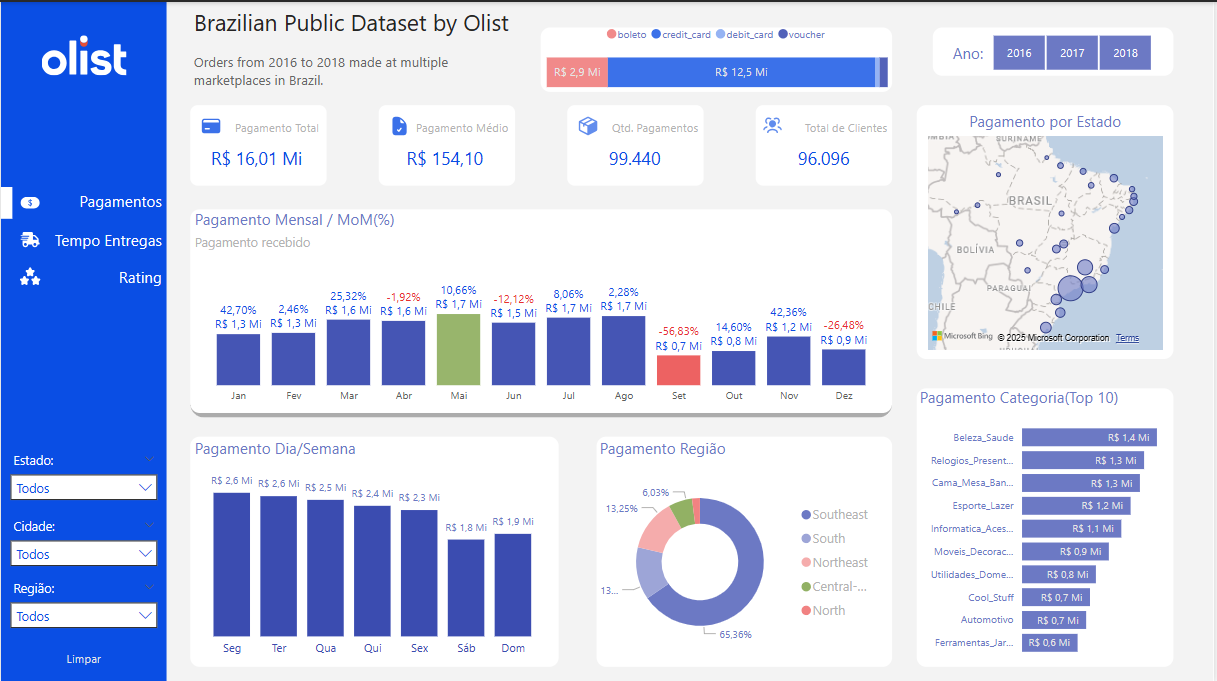 olist
Brazilian Public Dataset by Olist
Orders from 2016 to 2018 made at multiple
marketplaces in Brazil.
boleto credit_card debit_card voucher
R$ 2,9 Mi R$ 12,5 Mi
Ano: 2016 2017 2018
Pagamento Total
R$ 16,01 Mi
Pagamento Médio
R$ 154,10
Qtd. Pagamentos
99.440
Total de Clientes
96.096
Pagamentos
Tempo Entregas
Rating
Estado:
Todos
Cidade:
Todos
Região:
Todos
Limpar
Pagamento Mensal / MoM(%)
Pagamento recebido
42,70% 2,46% 25,32% -1,92% 10,66% -12,12% 8,06% 2,28% -56,83% 14,60% 42,36% -26,48%
R$ 1,3 Mi R$ 1,3 Mi R$ 1,6 Mi R$ 1,6 Mi R$ 1,7 Mi R$ 1,5 Mi R$ 1,7 Mi R$ 1,7 Mi R$ 0,7 Mi R$ 0,8 Mi R$ 1,2 Mi R$ 0,9 Mi
Jan Fev Mar Abr Mai Jun Jul Ago Set Out Nov Dez
Pagamento por Estado
SURINAME
BRASIL
BOLÍVIA
PARAGUAI
CHILE
Microsoft Bing © 2025 Microsoft Corporation Terms
Pagamento Dia/Semana
R$ 2,6 Mi R$ 2,6 Mi R$ 2,5 Mi R$ 2,4 Mi R$ 2,3 Mi R$ 1,8 Mi R$ 1,9 Mi
Seg Ter Qua Qui Sex Sáb Dom
Pagamento Região
6,03%
13,25%
13...
65,36%
Southeast
South
Northeast
Central-...
North
Pagamento Categoria(Top 10)
Beleza_Saude R$ 1,4 Mi
Relogios_Present... R$ 1,3 Mi
Cama_Mesa_Ban... R$ 1,3 Mi
Esporte_Lazer R$ 1,2 Mi
Informatica_Aces... R$ 1,1 Mi
Moveis_Decorac... R$ 0,9 Mi
Utilidades_Dome... R$ 0,8 Mi
Cool_Stuff R$ 0,7 Mi
Automotivo R$ 0,7 Mi
Ferramentas_Jar... R$ 0,6 Mi